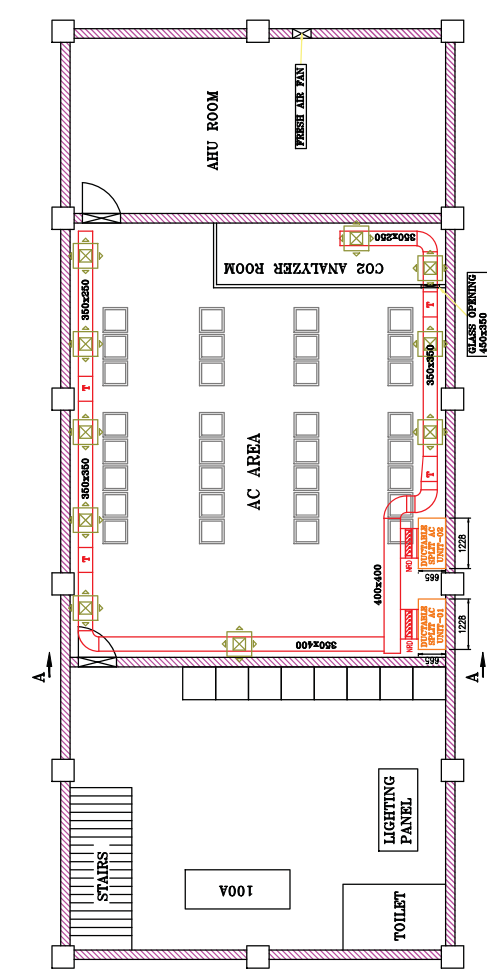 AHU ROOM
FRESH AIR FAN
CO2 ANALYZER ROOM
350x250
GLASS OPENING
450x350
350x250
T
350x350
T
350x350
T
T
AC AREA
400x400
350x400
NRD
DUCTABLE
SPLIT AC
UNIT-02
665
1228
NRD
DUCTABLE
SPLIT AC
UNIT-01
665
1228
A
A
STAIRS
100A
LIGHTING
PANEL
TOILET